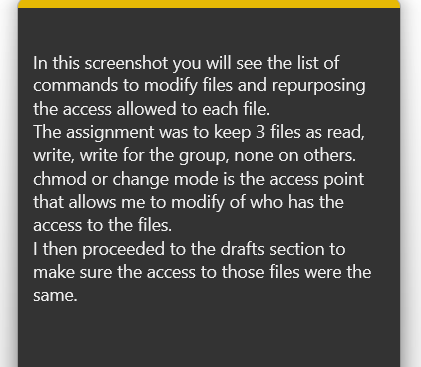 In this screenshot you will see the list of
commands to modify files and repurposing
the access allowed to each file.
The assignment was to keep 3 files as read,
write, write for the group, none on others.
chmod or change mode is the access point
that allows me to modify of who has the
access to the files.
I then proceeded to the drafts section to
make sure the access to those files were the
same.